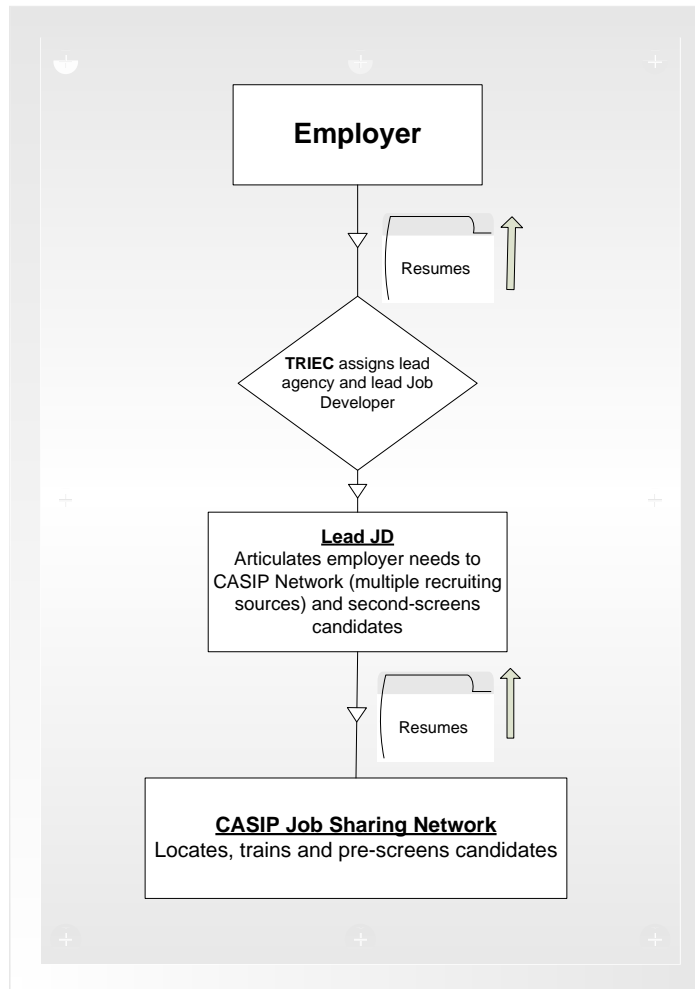 Employer
Resumes
TRIEC assigns lead
agency and lead Job
Developer
Lead JD
Articulates employer needs to
CASIP Network (multiple recruiting
sources) and second-screens
candidates
Resumes
CASIP Job Sharing Network
Locates, trains and pre-screens candidates